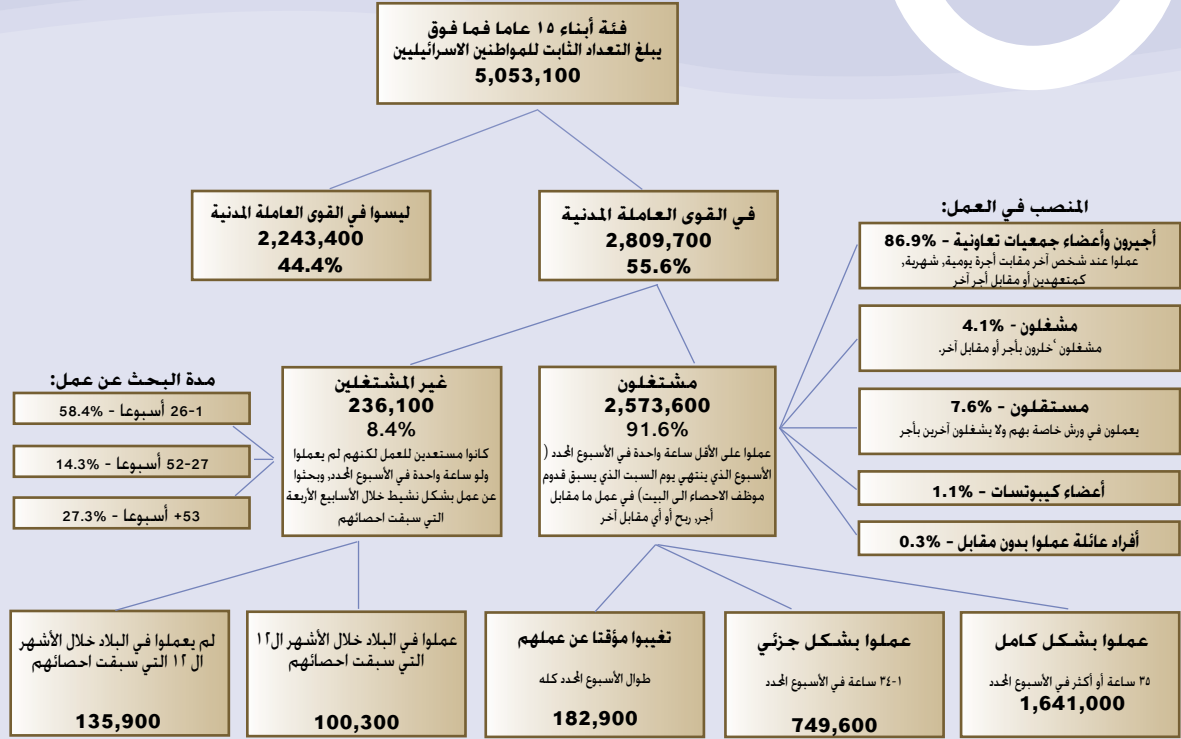 فئة أبناء ١٥ عاما فما فوق
يبلغ التعداد الثابت للمواطنين الاسرائيليين
5,053,100
في القوى العاملة المدنية
2,809,700
55.6%
ليسوا في القوى العاملة المدنية
2,243,400
44.4%
المنصب في العمل:
أجيرون وأعضاء جمعيات تعاونية - 86.9%
عملوا عند شخص آخر مقابت أجرة يومية, شهرية,
كمتعهدين أو مقابل أجر آخر
مشغلون - 4.1%
مشغلون ُخلرون بأجر أو مقابل آخر.
مستقلون - 7.6%
يعملون في ورش خاصة بهم ولا يشغلون آخرين بأجر
أعضاء كيبوتسات - 1.1%
أفراد عائلة عملوا بدون مقابل - 0.3%
مشتغلون
2,573,600
91.6%
عملوا على الأقل ساعة واحدة في الأسبوع المحدد (
الأسبوع الذي ينتهي يوم السبت الذي يسبق قدوم
موظف الاحصاء الى البيت) في عمل ما مقابل
أجر, ربح أو أي مقابل آخر
غير المشتغلين
236,100
8.4%
كانوا مستعدين للعمل لكنهم لم يعملوا
ولو ساعة واحدة في الأسبوع المحدد, وبحثوا
عن عمل بشكل نشيط خلال الأسابيع الأربعة
التي سبقت احصائهم
مدة البحث عن عمل:
26-1 أسبوعا - 58.4%
52-27 أسبوعا - 14.3%
53+ أسبوعا - 27.3%
عملوا بشكل كامل
٣٥ ساعة أو أكثر في الأسبوع المحدد
1,641,000
عملوا بشكل جزئي
٣٤-١ ساعة في الأسبوع المحدد
749,600
تغيبوا مؤقتا عن عملهم
طوال الأسبوع المحدد كله
182,900
عملوا في البلاد خلال الأشهر ال١٢
التي سبقت احصائهم
100,300
لم يعملوا في البلاد خلال الأشهر
ال ١٢ التي سبقت احصائهم
135,900